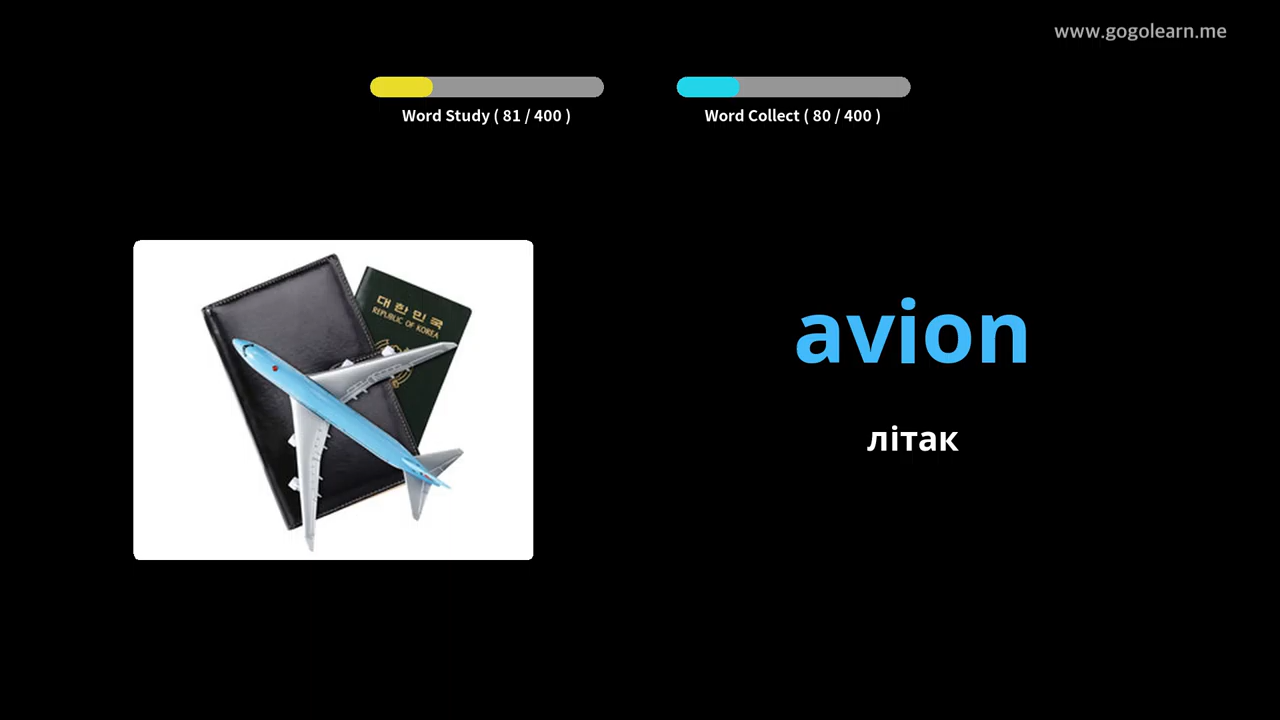 www.gogolearn.me
Word Study ( 81 / 400 )
Word Collect ( 80 / 400 )
대한민국
REPUBLIC OF KOREA
avion
літак